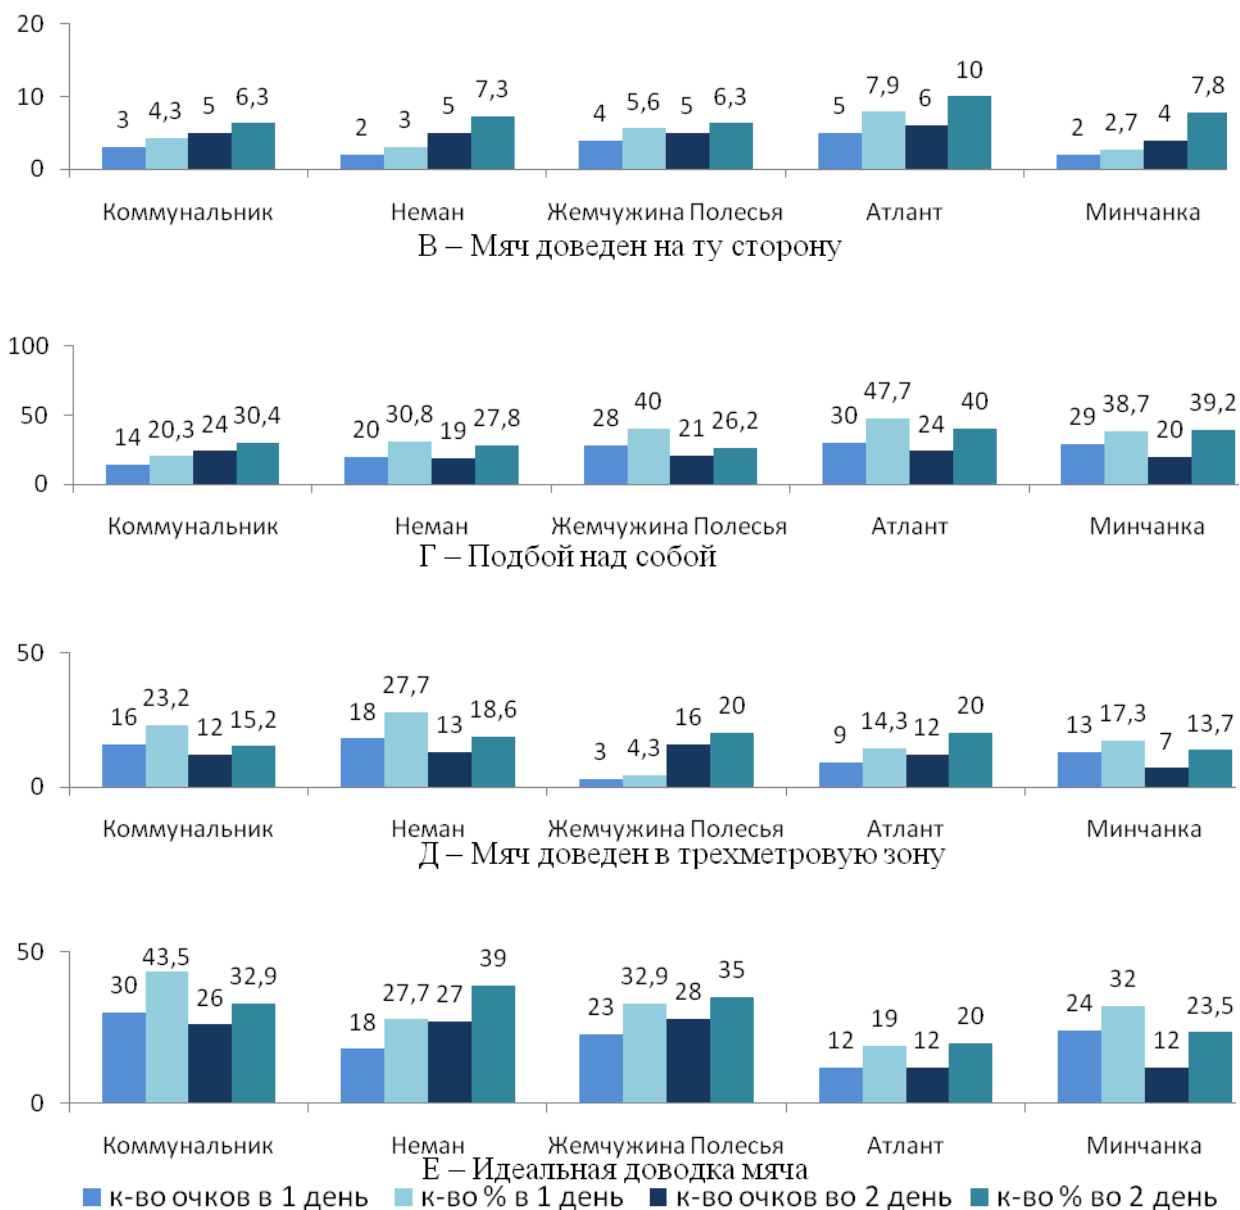 20
10
0
3 4,3 5 6,3
2 3 5 7,3
4 5,6 5 6,3
5 7,9 6 10
2 2,7 4 7,8
Коммунальник Неман Жемчужина Полесья Атлант Минчанка
В – Мяч доведен на ту сторону
100
50
0
14 20,3 24 30,4
20 30,8 19 27,8
28 40 21 26,2
30 47,7 24 40
29 38,7 20 39,2
Коммунальник Неман Жемчужина Полесья Атлант Минчанка
Г – Подбой над собой
50
0
16 23,2 12 15,2
18 27,7 13 18,6
3 4,3 16 20
9 14,3 12 20
13 17,3 7 13,7
Коммунальник Неман Жемчужина Полесья Атлант Минчанка
Д – Мяч доведен в трехметровую зону
50
0
30 43,5 26 32,9
18 27,7 27 39
23 32,9 28 35
12 19 12 20
24 32 12 23,5
Коммунальник Неман Жемчужина Полесья Атлант Минчанка
Е – Идеальная доводка мяча
к-во очков в 1 день к-во % в 1 день к-во очков во 2 день к-во % во 2 день